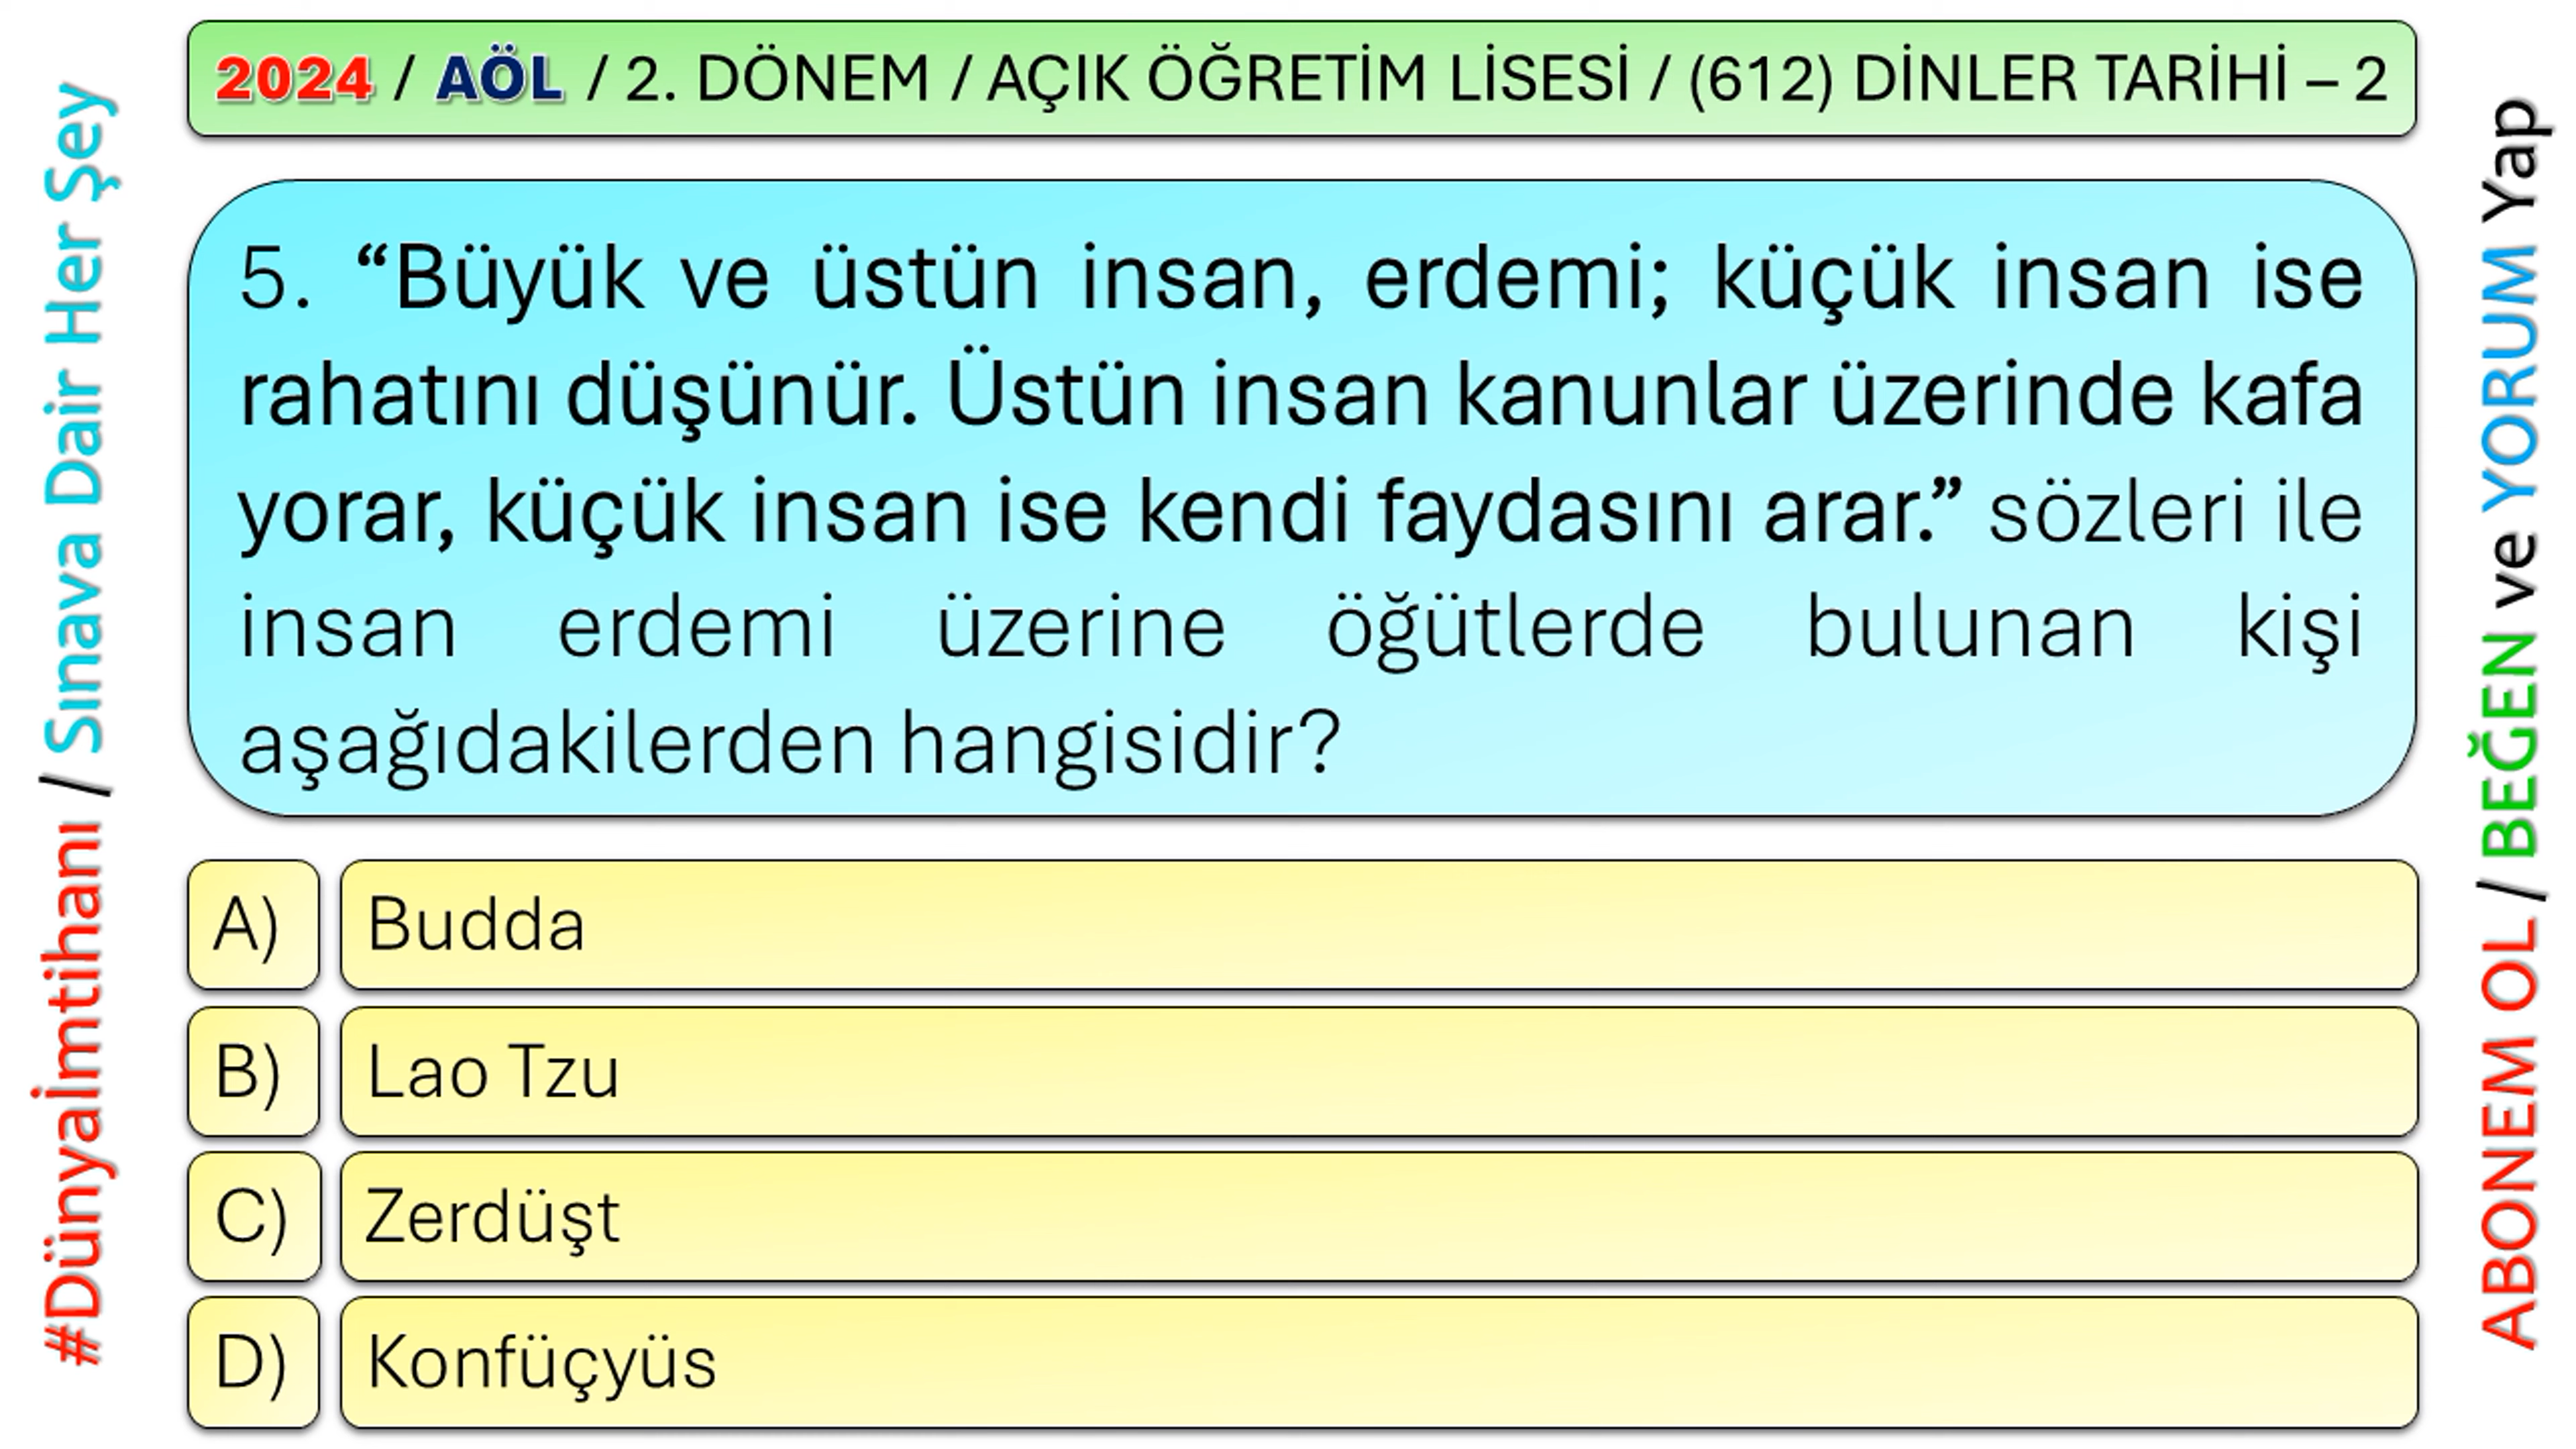 2024 / AÖL / 2. DÖNEM / AÇIK ÖĞRETİM LİSESİ / (612) DİNLER TARİHİ – 2
#Dünyaİmtihanı / Sınava Dair Her Şey
5. “Büyük ve üstün insan, erdemi; küçük insan ise
rahatını düşünür. Üstün insan kanunlar üzerinde kafa
yorar, küçük insan ise kendi faydasını arar.” sözleri ile
insan erdemi üzerine öğütlerde bulunan kişi
aşağıdakilerden hangisidir?
A) Budda
B) Lao Tzu
C) Zerdüşt
D) Konfüçyüs
ABONEM OL / BEĞEN ve YORUM Yap